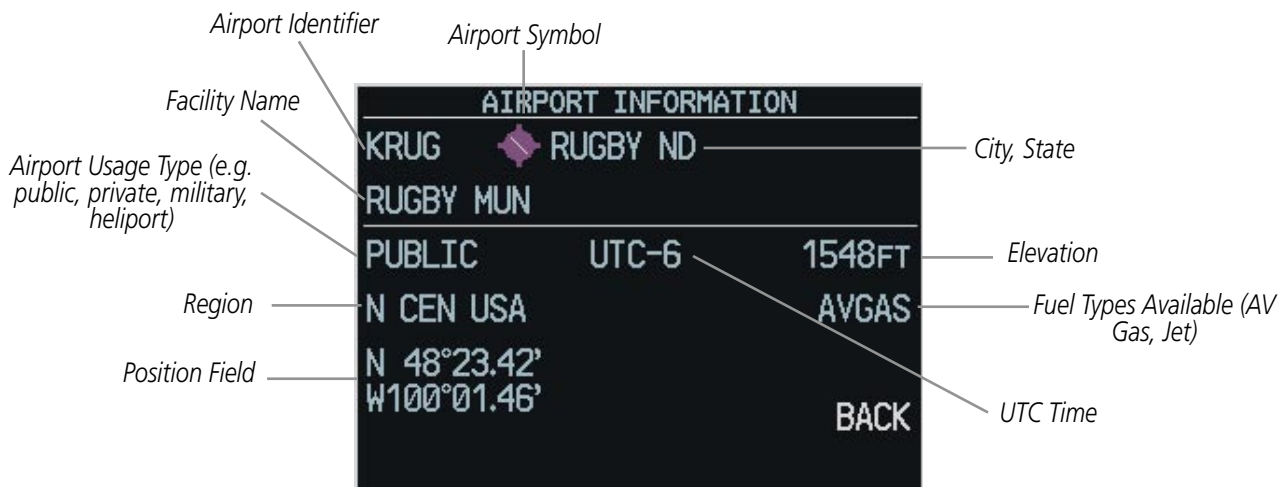 Airport Identifier
Airport Symbol
Facility Name
Airport Usage Type (e.g.
public, private, military,
heliport)
Region
Position Field
AIRPORT INFORMATION
KRUG RUGBY ND
RUGBY MUN
PUBLIC UTC-6 1548FT
N CEN USA AVGAS
N 48°23.42'
W100°01.46'
BACK
City, State
Elevation
Fuel Types Available (AV
Gas, Jet)
UTC Time